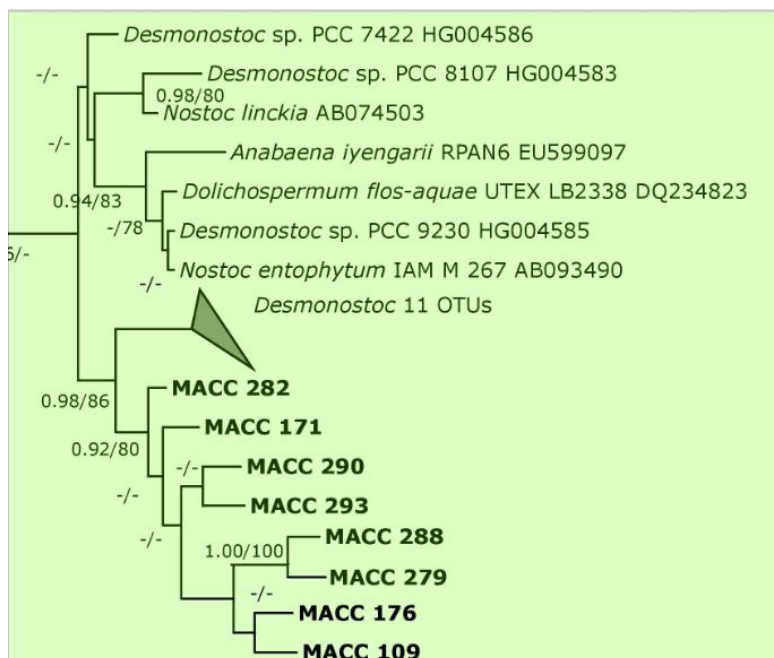 Desmonostoc sp. PCC 7422 HG004586
-/-
Desmonostoc sp. PCC 8107 HG004583
0.98/80
Nostoc linckia AB074503
-/-
Anabaena iyengarii RPAN6 EU599097
0.94/83
Dolichospermum flos-aquae UTEX LB2338 DQ234823
-/78
Desmonostoc sp. PCC 9230 HG004585
6/-
Nostoc entophytum IAM M 267 AB093490
-/-
Desmonostoc 11 OTUs
MACC 282
0.98/86
MACC 171
0.92/80
-/-
MACC 290
-/-
MACC 293
-/-
MACC 288
1.00/100
MACC 279
-/-
MACC 176
MACC 109